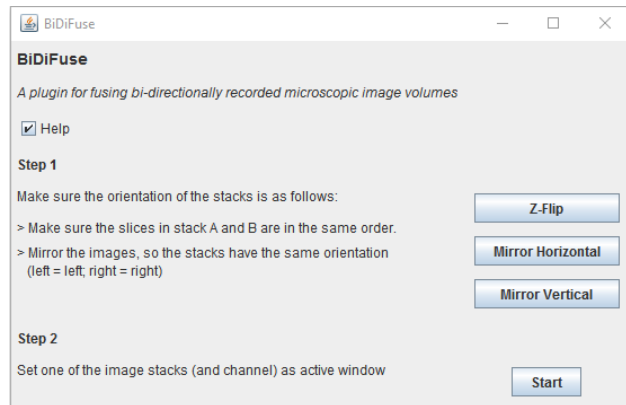 BiDiFuse
BiDiFuse
A plugin for fusing bi-directionally recorded microscopic image volumes
Help
Step 1
Make sure the orientation of the stacks is as follows:
Z-Flip
> Make sure the slices in stack A and B are in the same order.
> Mirror the images, so the stacks have the same orientation
Mirror Horizontal
(left = left; right = right)
Mirror Vertical
Step 2
Set one of the image stacks (and channel) as active window
Start